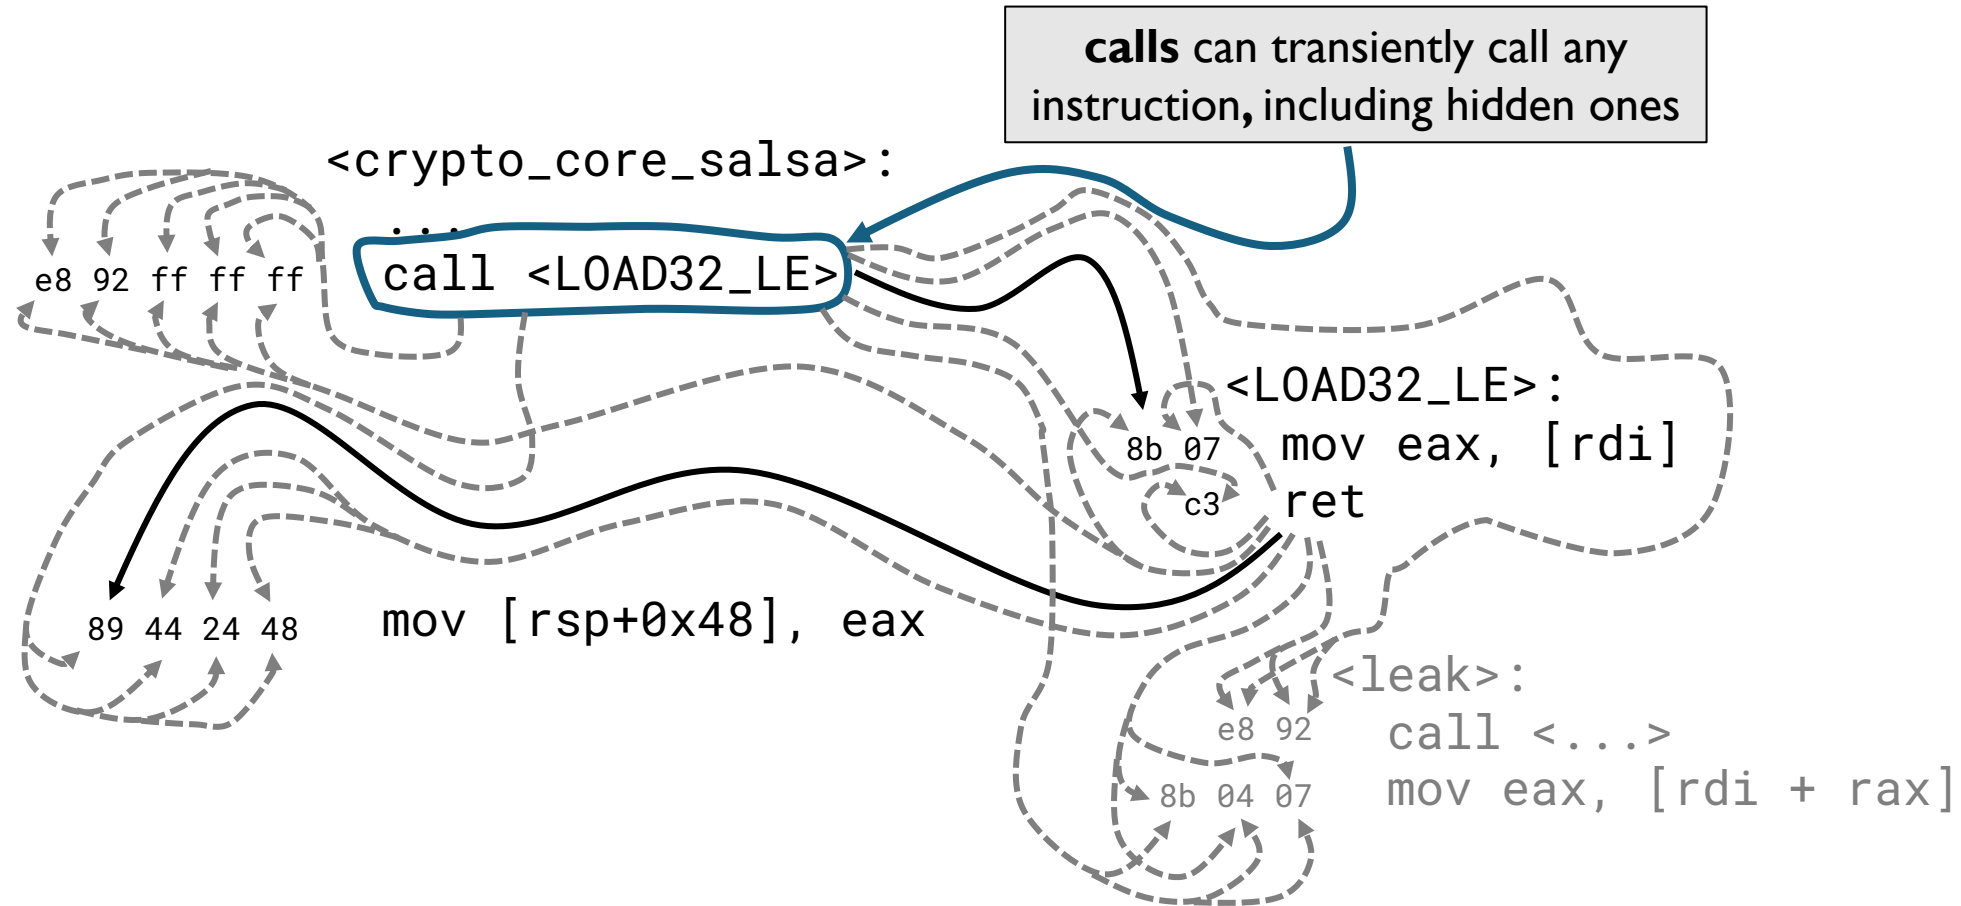 calls can transiently call any
instruction, including hidden ones
<crypto_core_salsa>:
...
e8 92 ff ff ff
call <LOAD32_LE>
<LOAD32_LE>:
8b 07
mov eax, [rdi]
c3
ret
89 44 24 48
mov [rsp+0x48], eax
<leak>:
e8 92
call <...>
8b 04 07
mov eax, [rdi + rax]